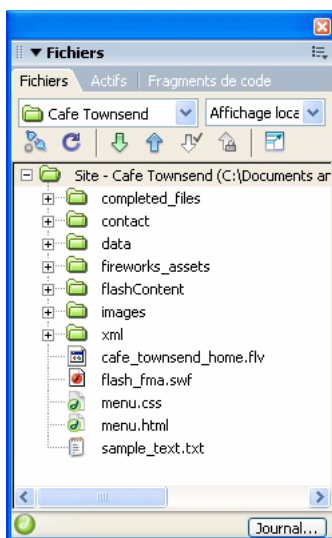 Fichiers
Fichiers Actifs Fragments de code
Cafe Townsend Affichage loca
Site - Cafe Townsend (C:\Documents ar
completed_files
contact
data
fireworks_assets
flashContent
images
xml
cafe_townsend_home.flv
flash_fma.swf
menu.css
menu.html
sample_text.txt
Journal...